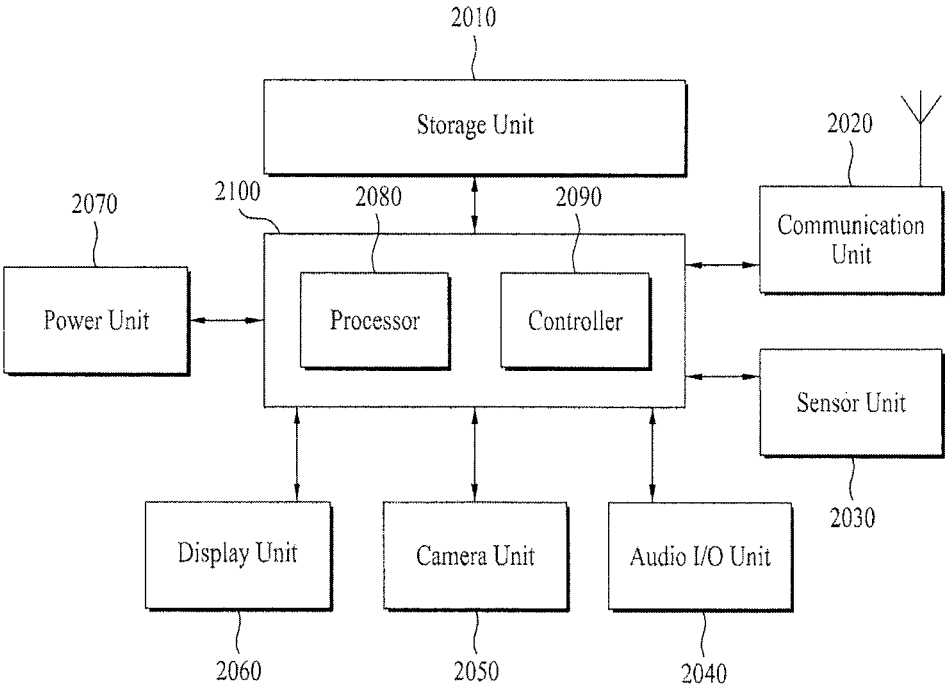 2010
Storage Unit
2020
Communication
Unit
2100
2080
2090
2070
Power Unit
Processor
Controller
Sensor Unit
2030
Display Unit
Camera Unit
Audio I/O Unit
2060
2050
2040